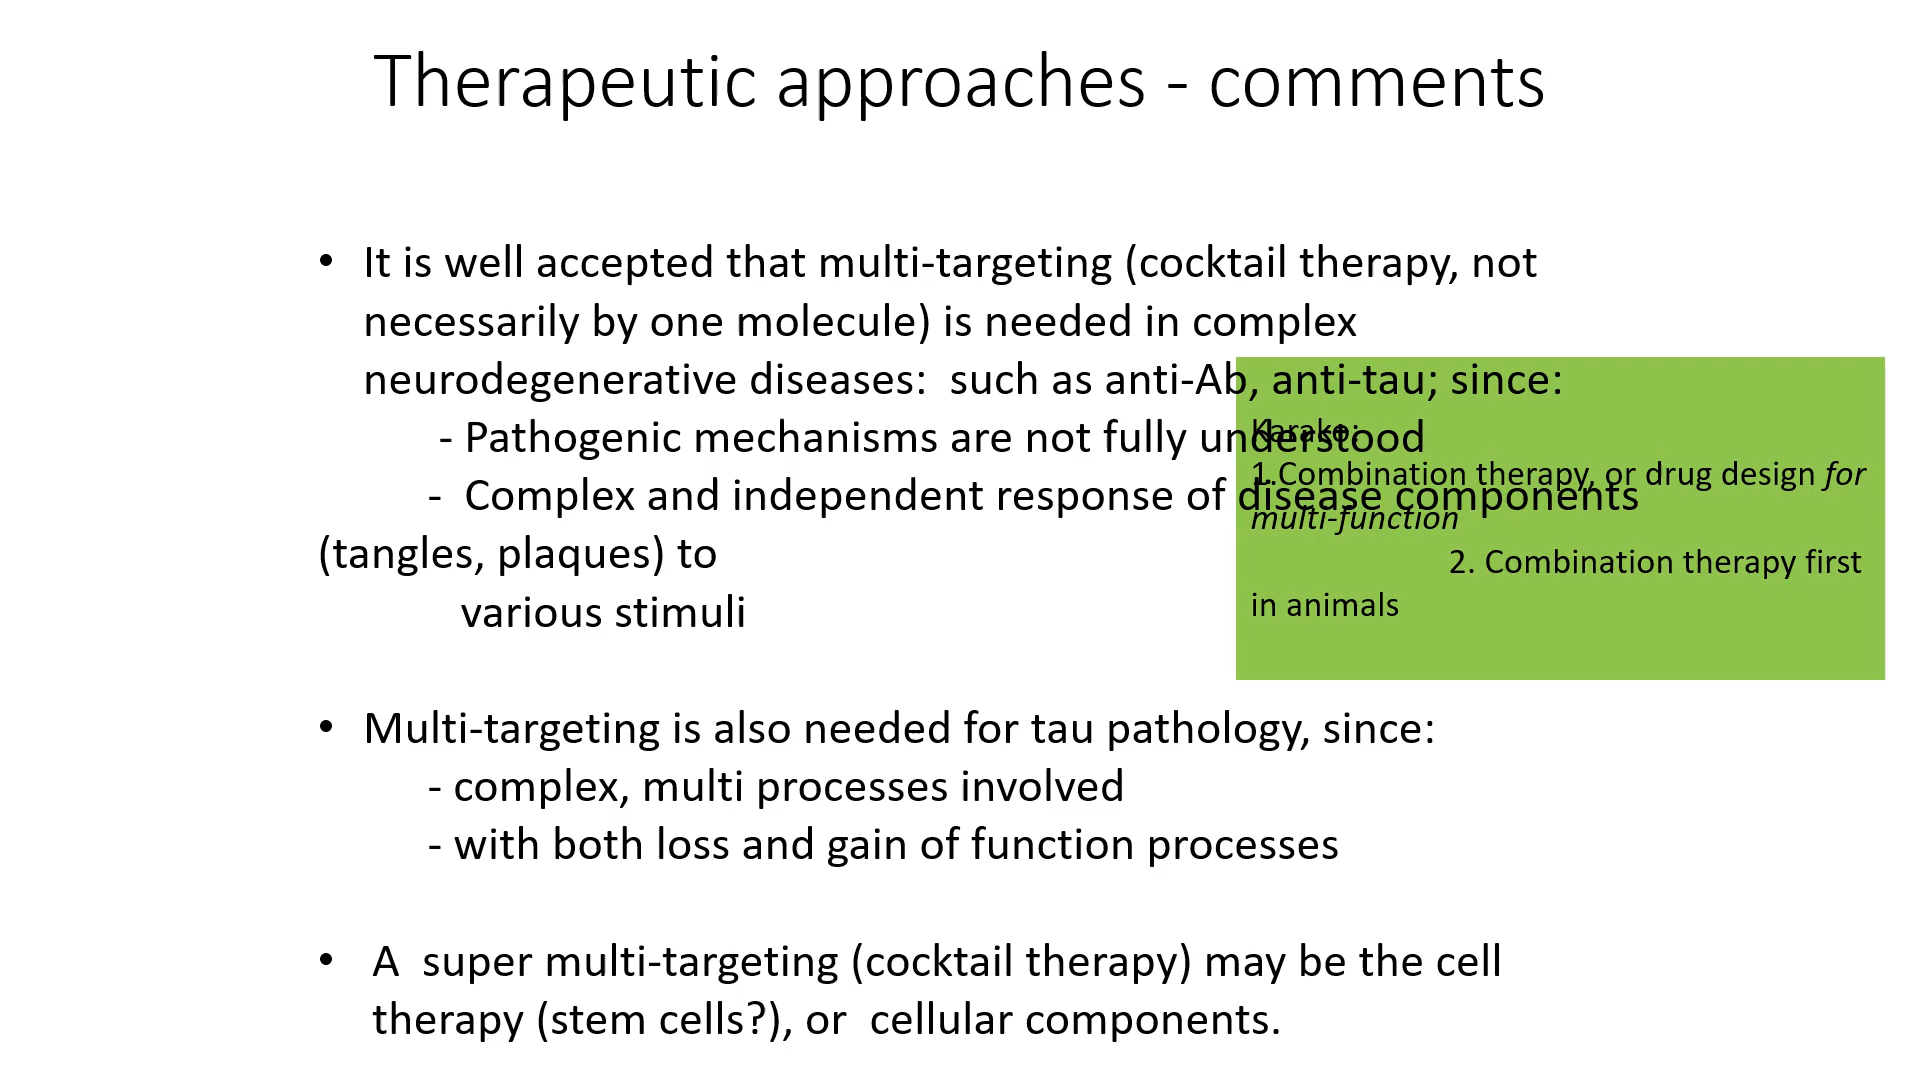 Therapeutic approaches - comments
• It is well accepted that multi-targeting (cocktail therapy, not
necessarily by one molecule) is needed in complex
neurodegenerative diseases:  such as anti-Ab, anti-tau; since:
- Pathogenic mechanisms are not fully understood
-  Complex and independent response of disease components
(tangles, plaques) to
various stimuli
Karako:
1.Combination therapy, or drug design for
multi-function
2. Combination therapy first
in animals
• Multi-targeting is also needed for tau pathology, since:
- complex, multi processes involved
- with both loss and gain of function processes
• A  super multi-targeting (cocktail therapy) may be the cell
therapy (stem cells?), or  cellular components.